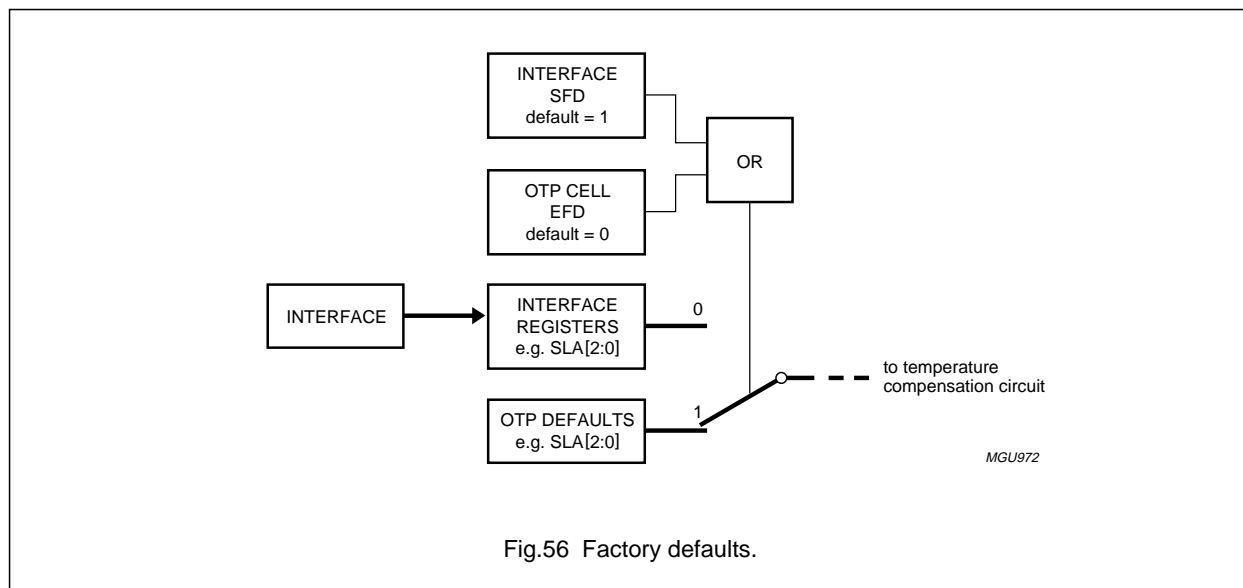 INTERFACE
SFD
default = 1
OR
OTP CELL
EFD
default = 0
INTERFACE
INTERFACE
REGISTERS
e.g. SLA[2:0]
0
to temperature
compensation circuit
OTP DEFAULTS
e.g. SLA[2:0]
1
MGU972
Fig.56 Factory defaults.